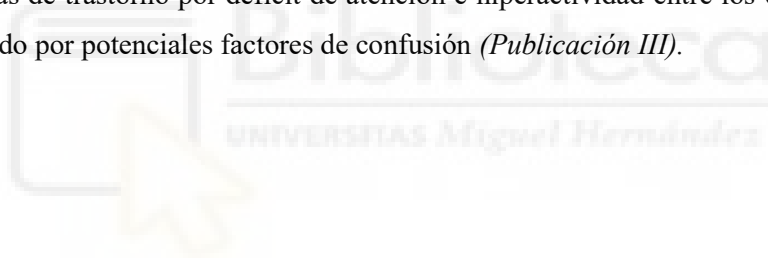 as de trastorno por déficit de atención e hiperactividad entre los
do por potenciales factores de confusión (Publicación III).
Biblioteca
UNIVERSITAS Miguel Hernández